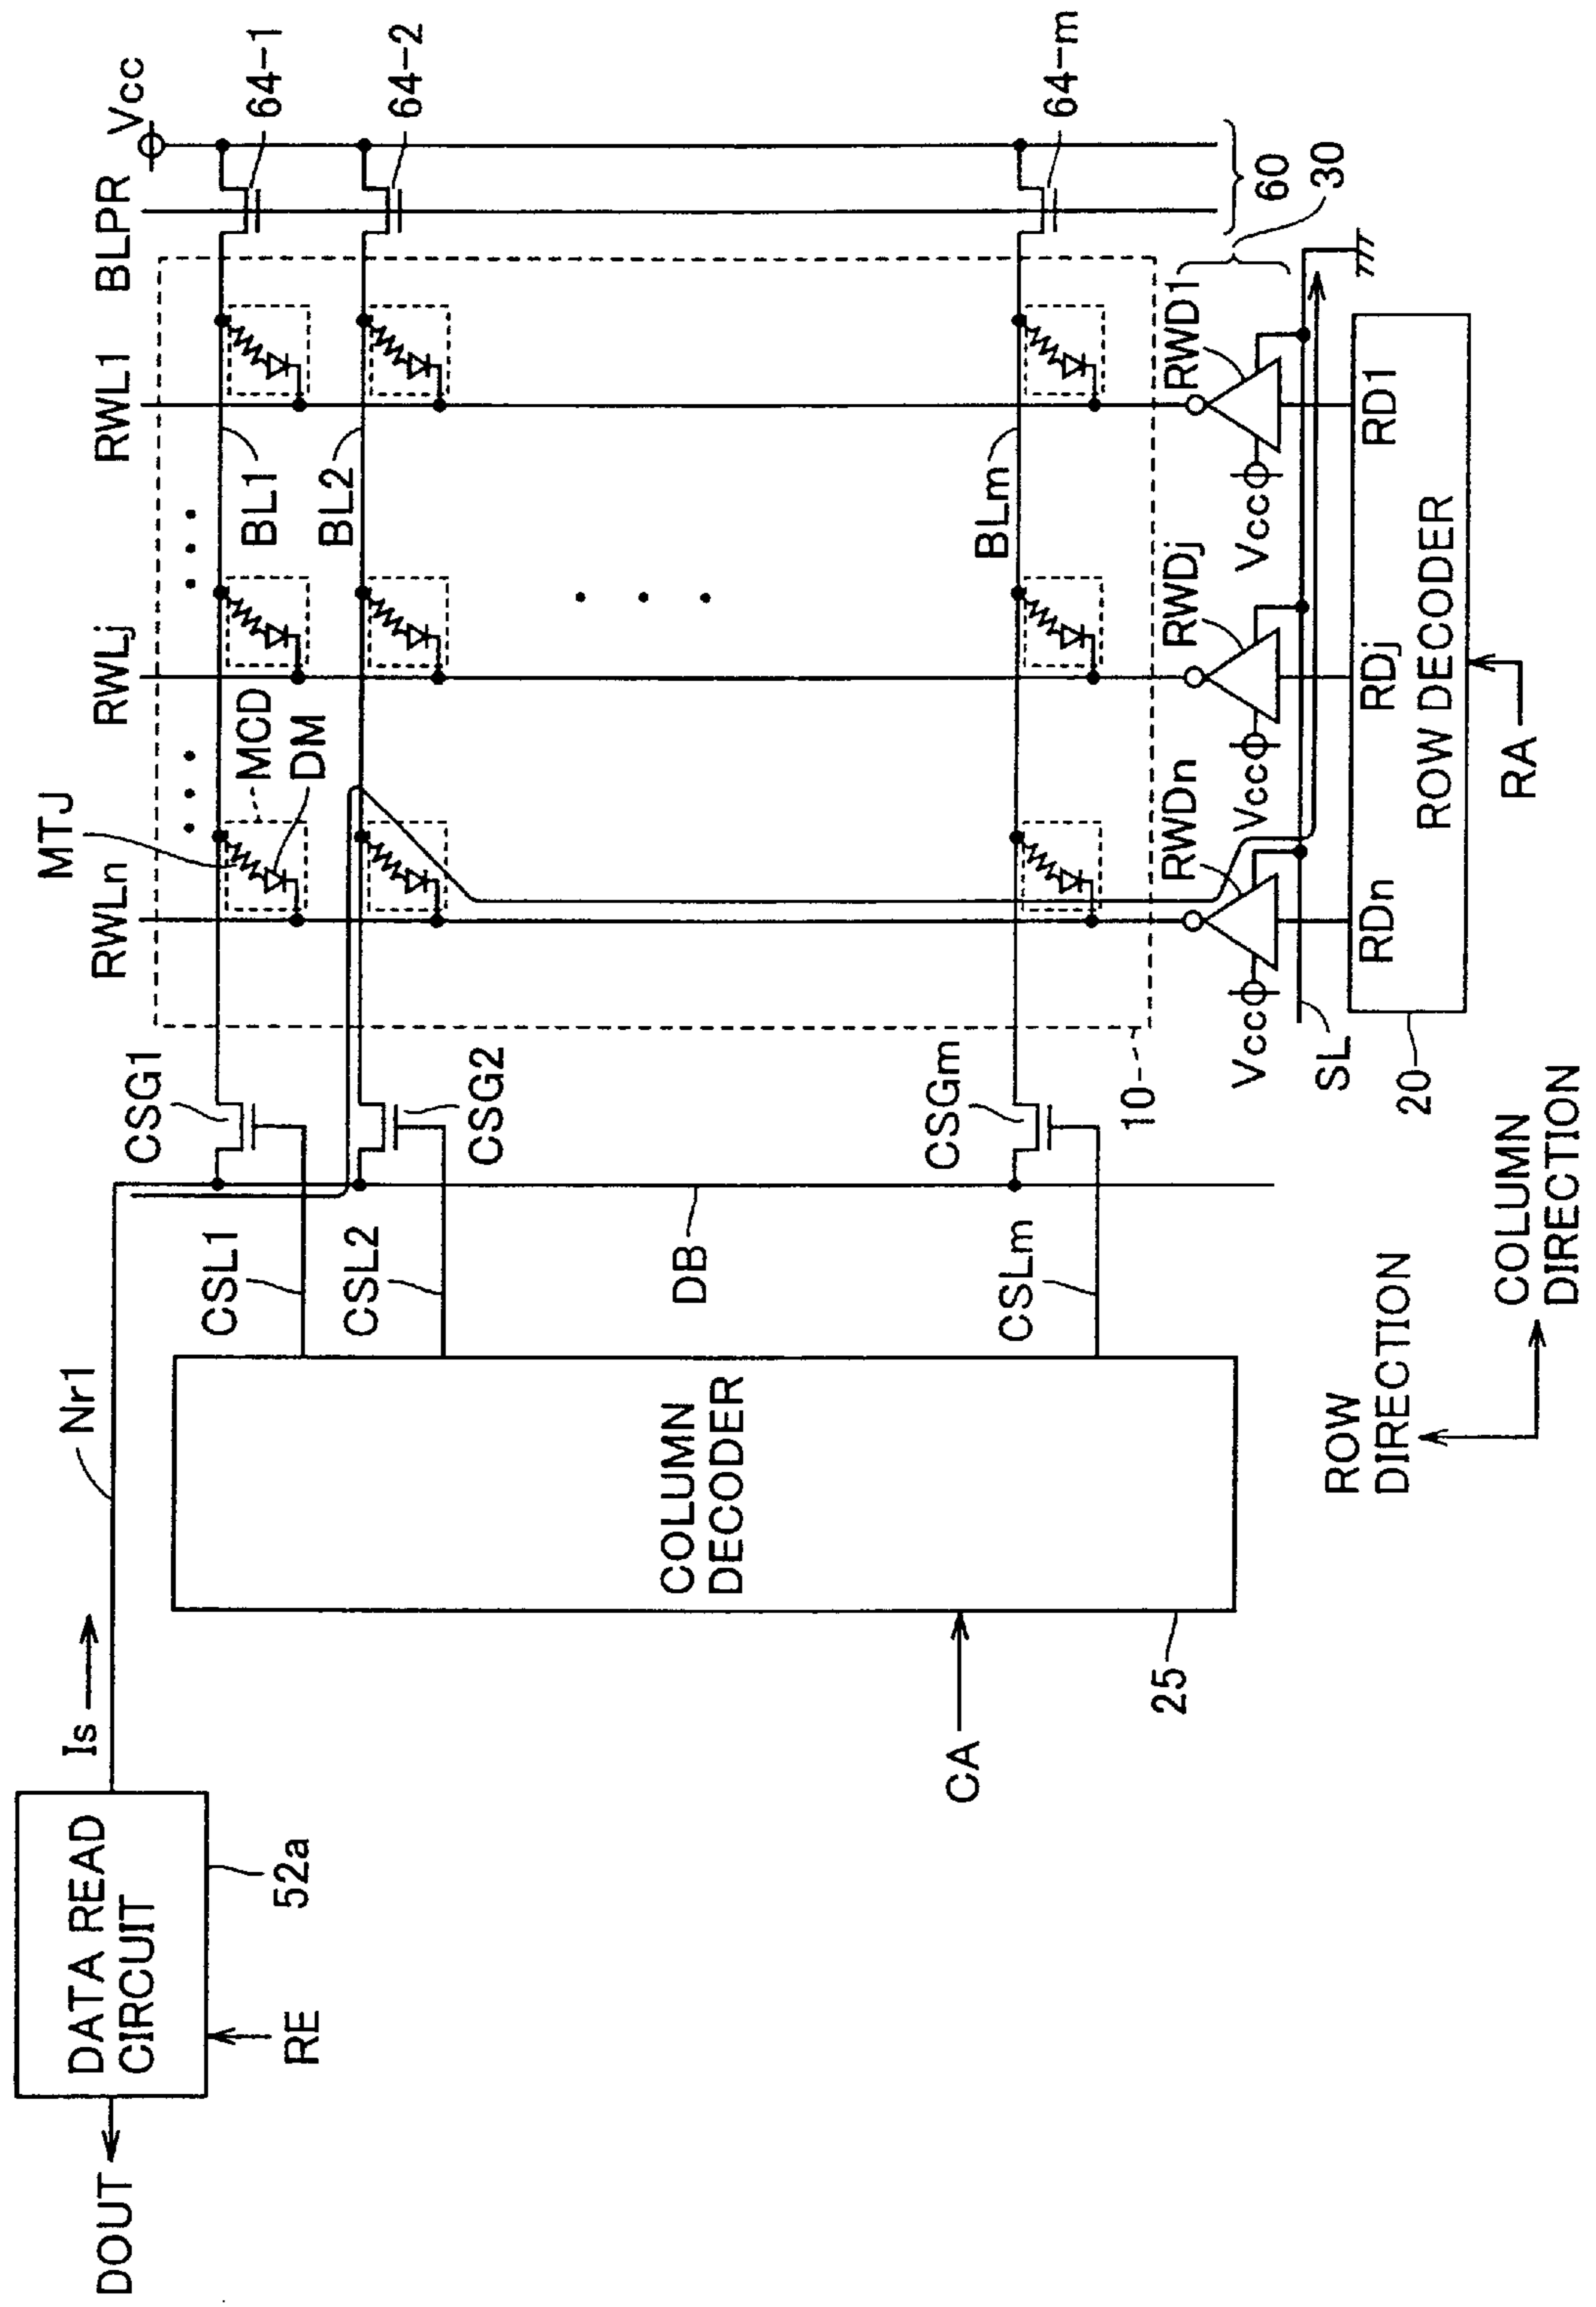 DOUT
DATA READ
CIRCUIT
RE
52a
Is
Nr1
CA
25
COLUMN
DECODER
CSL1
CSL2
CSLm
DB
CSG1
CSG2
CSGm
ROW
DIRECTION
COLUMN
DIRECTION
10
RWLn
MTJ
MCD
DM
RWLj
RWL1
BL1
BL2
BLm
BLPR
Vcc
64-1
64-2
64-m
60
30
RWDn
RWDj
RWD1
Vcc
Vcc
Vcc
SL
20
RDn
RDj
RD1
ROW DECODER
RA